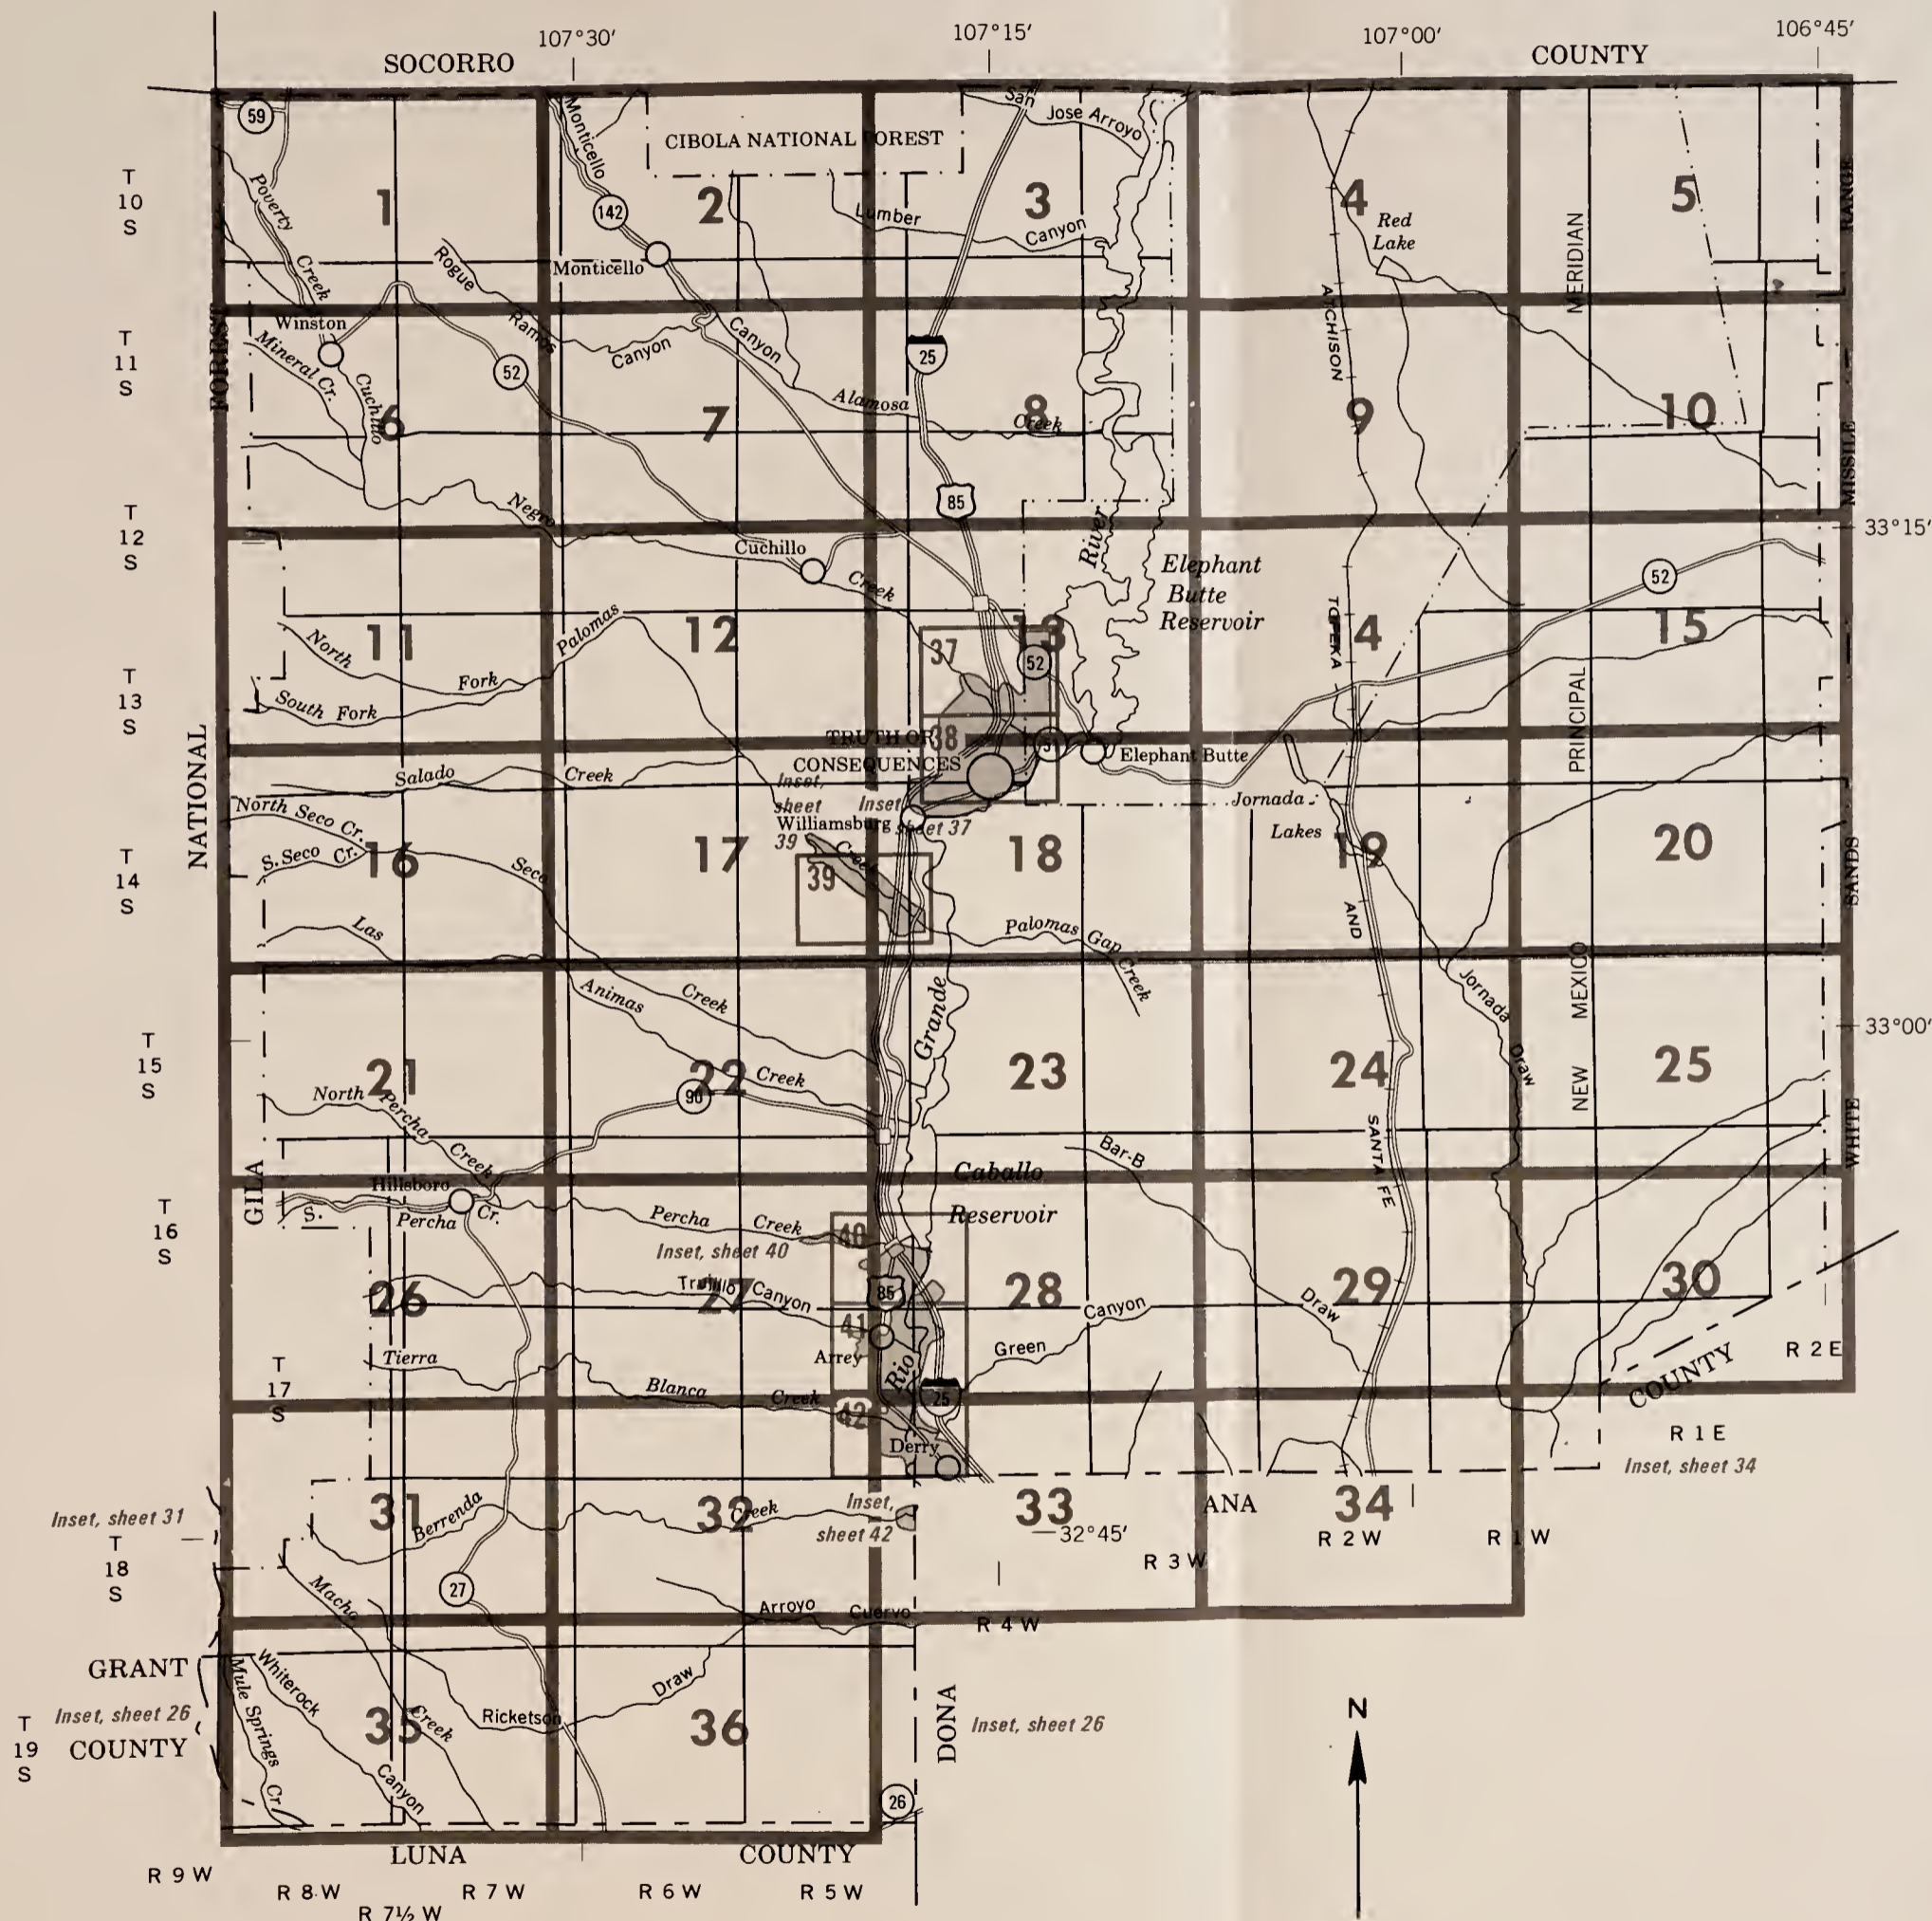 107°30′
107°15′
107°00′
106°45′
SOCORRO
COUNTY
59
CIBOLA NATIONAL FOREST
San
Jose Arroyo
Monticello
T
10
S
Poverty
Creek
1
142
2
Lumber
Canyon
3
4
Red
Lake
5
RANGE
MERIDIAN
Rogue
Monticello
Winston
Ramos
Canyon
Canyon
ATCHISON
T
11
S
FOREST
Mineral Cr.
Cuchillo
52
25
6
7
Alamosa
Creek
8
9
10
MISSILE
T
12
S
Negro
85
River
33°15′
Cuchillo
Creek
Elephant
Butte
Reservoir
52
TOPEKA
11
12
Palomas
North
Fork
South Fork
37
13
52
4
15
T
13
S
PRINCIPAL
NATIONAL
TRUTH OR
38
51
CONSEQUENCES
Elephant Butte
Salado
Creek
Inset,
sheet
39
Inset
sheet 37
Williamsburg
Jornada
Lakes
North Seco Cr.
S. Seco Cr.
Seco
T
14
S
16
17
Creek
39
18
19
20
SANDS
Las
Palomas Gap
Creek
AND
Animas
Creek
Grande
Jornada
Draw
MEXICO
33°00′
T
15
S
21
22
Creek
23
24
25
NEW
90
North
Percha
Creek
SANTA FE
WHITE
Bar-B
Hillsboro
Caballo
Reservoir
GILA
S.
Percha
Cr.
Percha
Creek
40
Inset, sheet 40
T
16
S
26
Trujillo
Canyon
27
85
28
29
30
Draw
Canyon
Green
41
Arrey
Rio
Tierra
Blanca
Creek
T
17
S
R 2 E
COUNTY
25
42
Derry
R 1 E
Inset, sheet 34
Inset, sheet 31
31
Berrenda
32
Creek
Inset,
sheet 42
33
ANA
34
32°45′
R 2 W
R 1 W
R 3 W
T
18
S
27
Macho
Arroyo
Cuervo
R 4 W
GRANT
COUNTY
Inset, sheet 26
T
19
S
Mule Springs
Cr.
Whiterock
Canyon
35
Creek
Ricketson
Draw
36
DONA
Inset, sheet 26
N
26
LUNA
COUNTY
R 9 W
R 8 W
R 7 W
R 6 W
R 5 W
R 7½ W